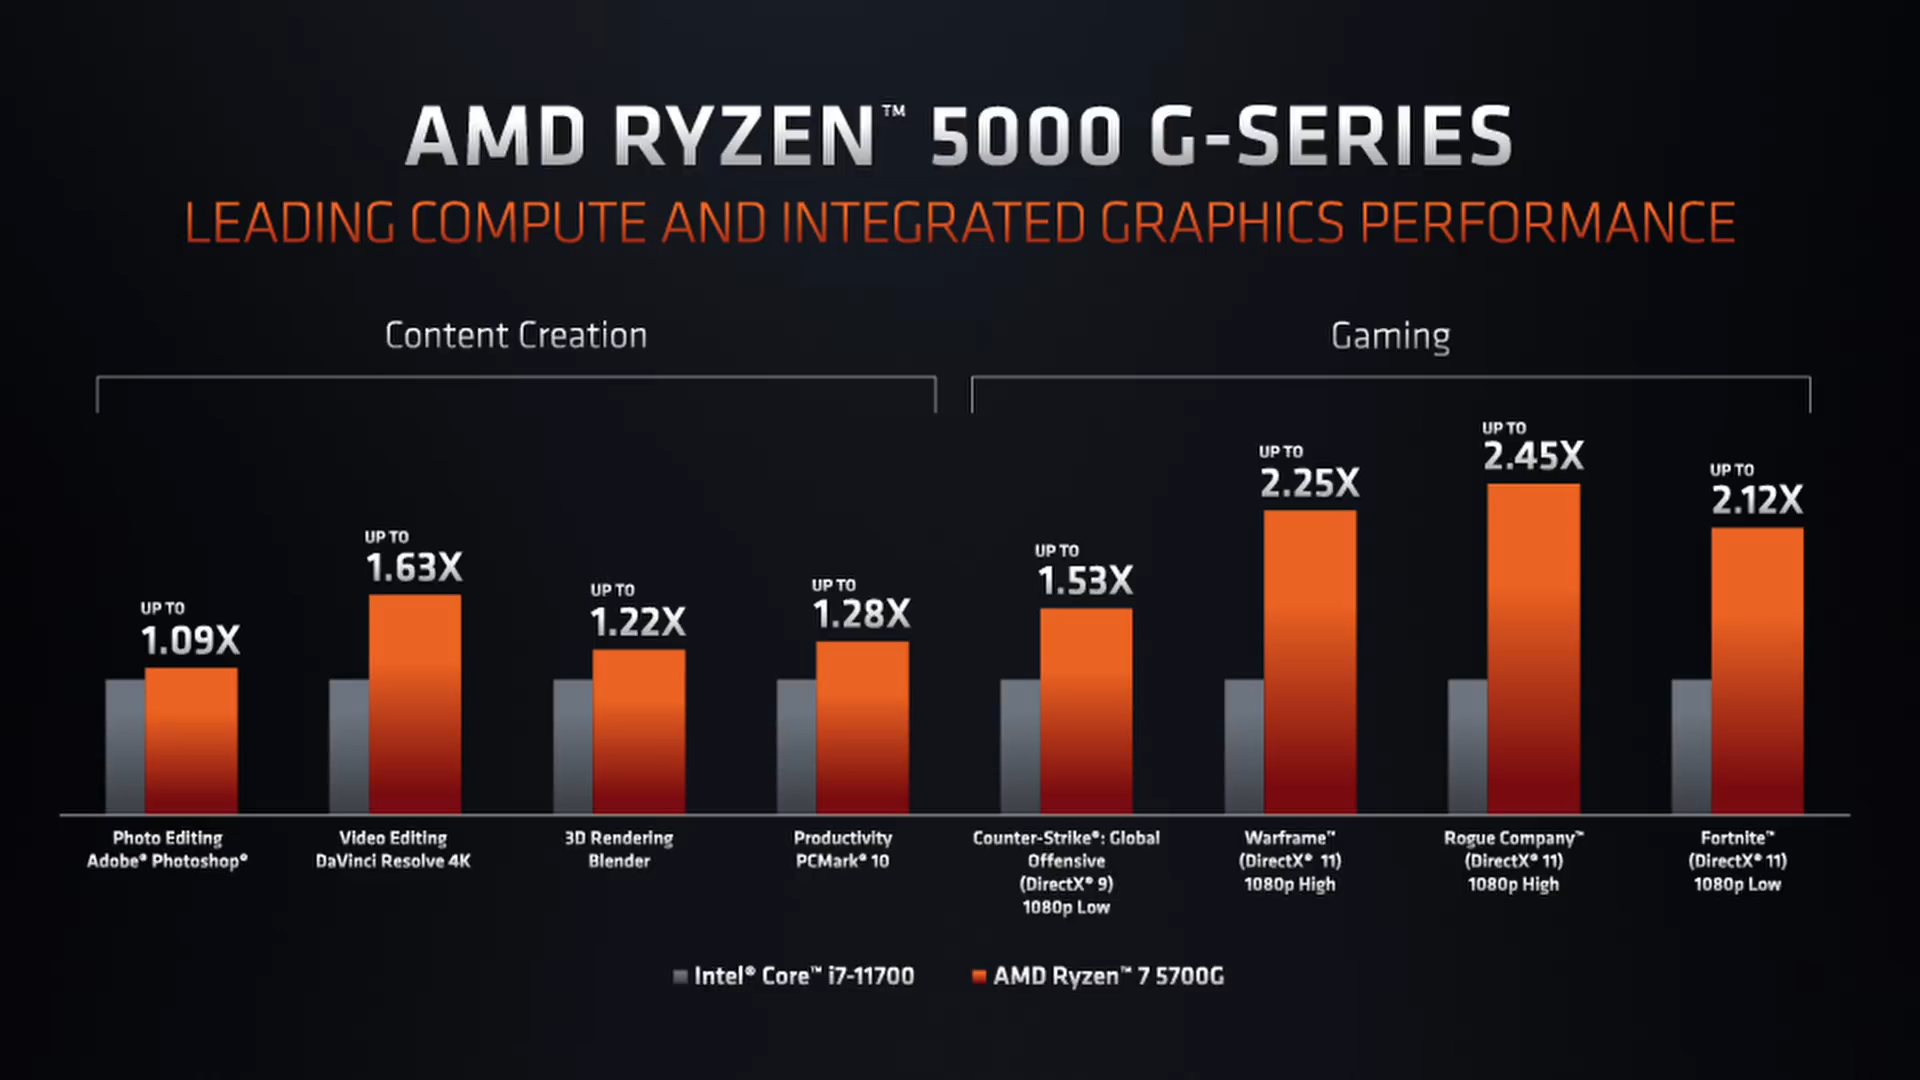 AMD RYZEN™ 5000 G-SERIES
LEADING COMPUTE AND INTEGRATED GRAPHICS PERFORMANCE
Content Creation
Gaming
UP TO
1.09X
UP TO
1.63X
UP TO
1.22X
UP TO
1.28X
UP TO
1.53X
UP TO
2.25X
UP TO
2.45X
UP TO
2.12X
Photo Editing
Adobe® Photoshop®
Video Editing
DaVinci Resolve 4K
3D Rendering
Blender
Productivity
PCMark® 10
Counter-Strike®: Global
Offensive
(DirectX® 9)
1080p Low
Warframe™
(DirectX® 11)
1080p High
Rogue Company™
(DirectX® 11)
1080p High
Fortnite™
(DirectX® 11)
1080p Low
Intel® Core™ i7-11700
AMD Ryzen™ 7 5700G